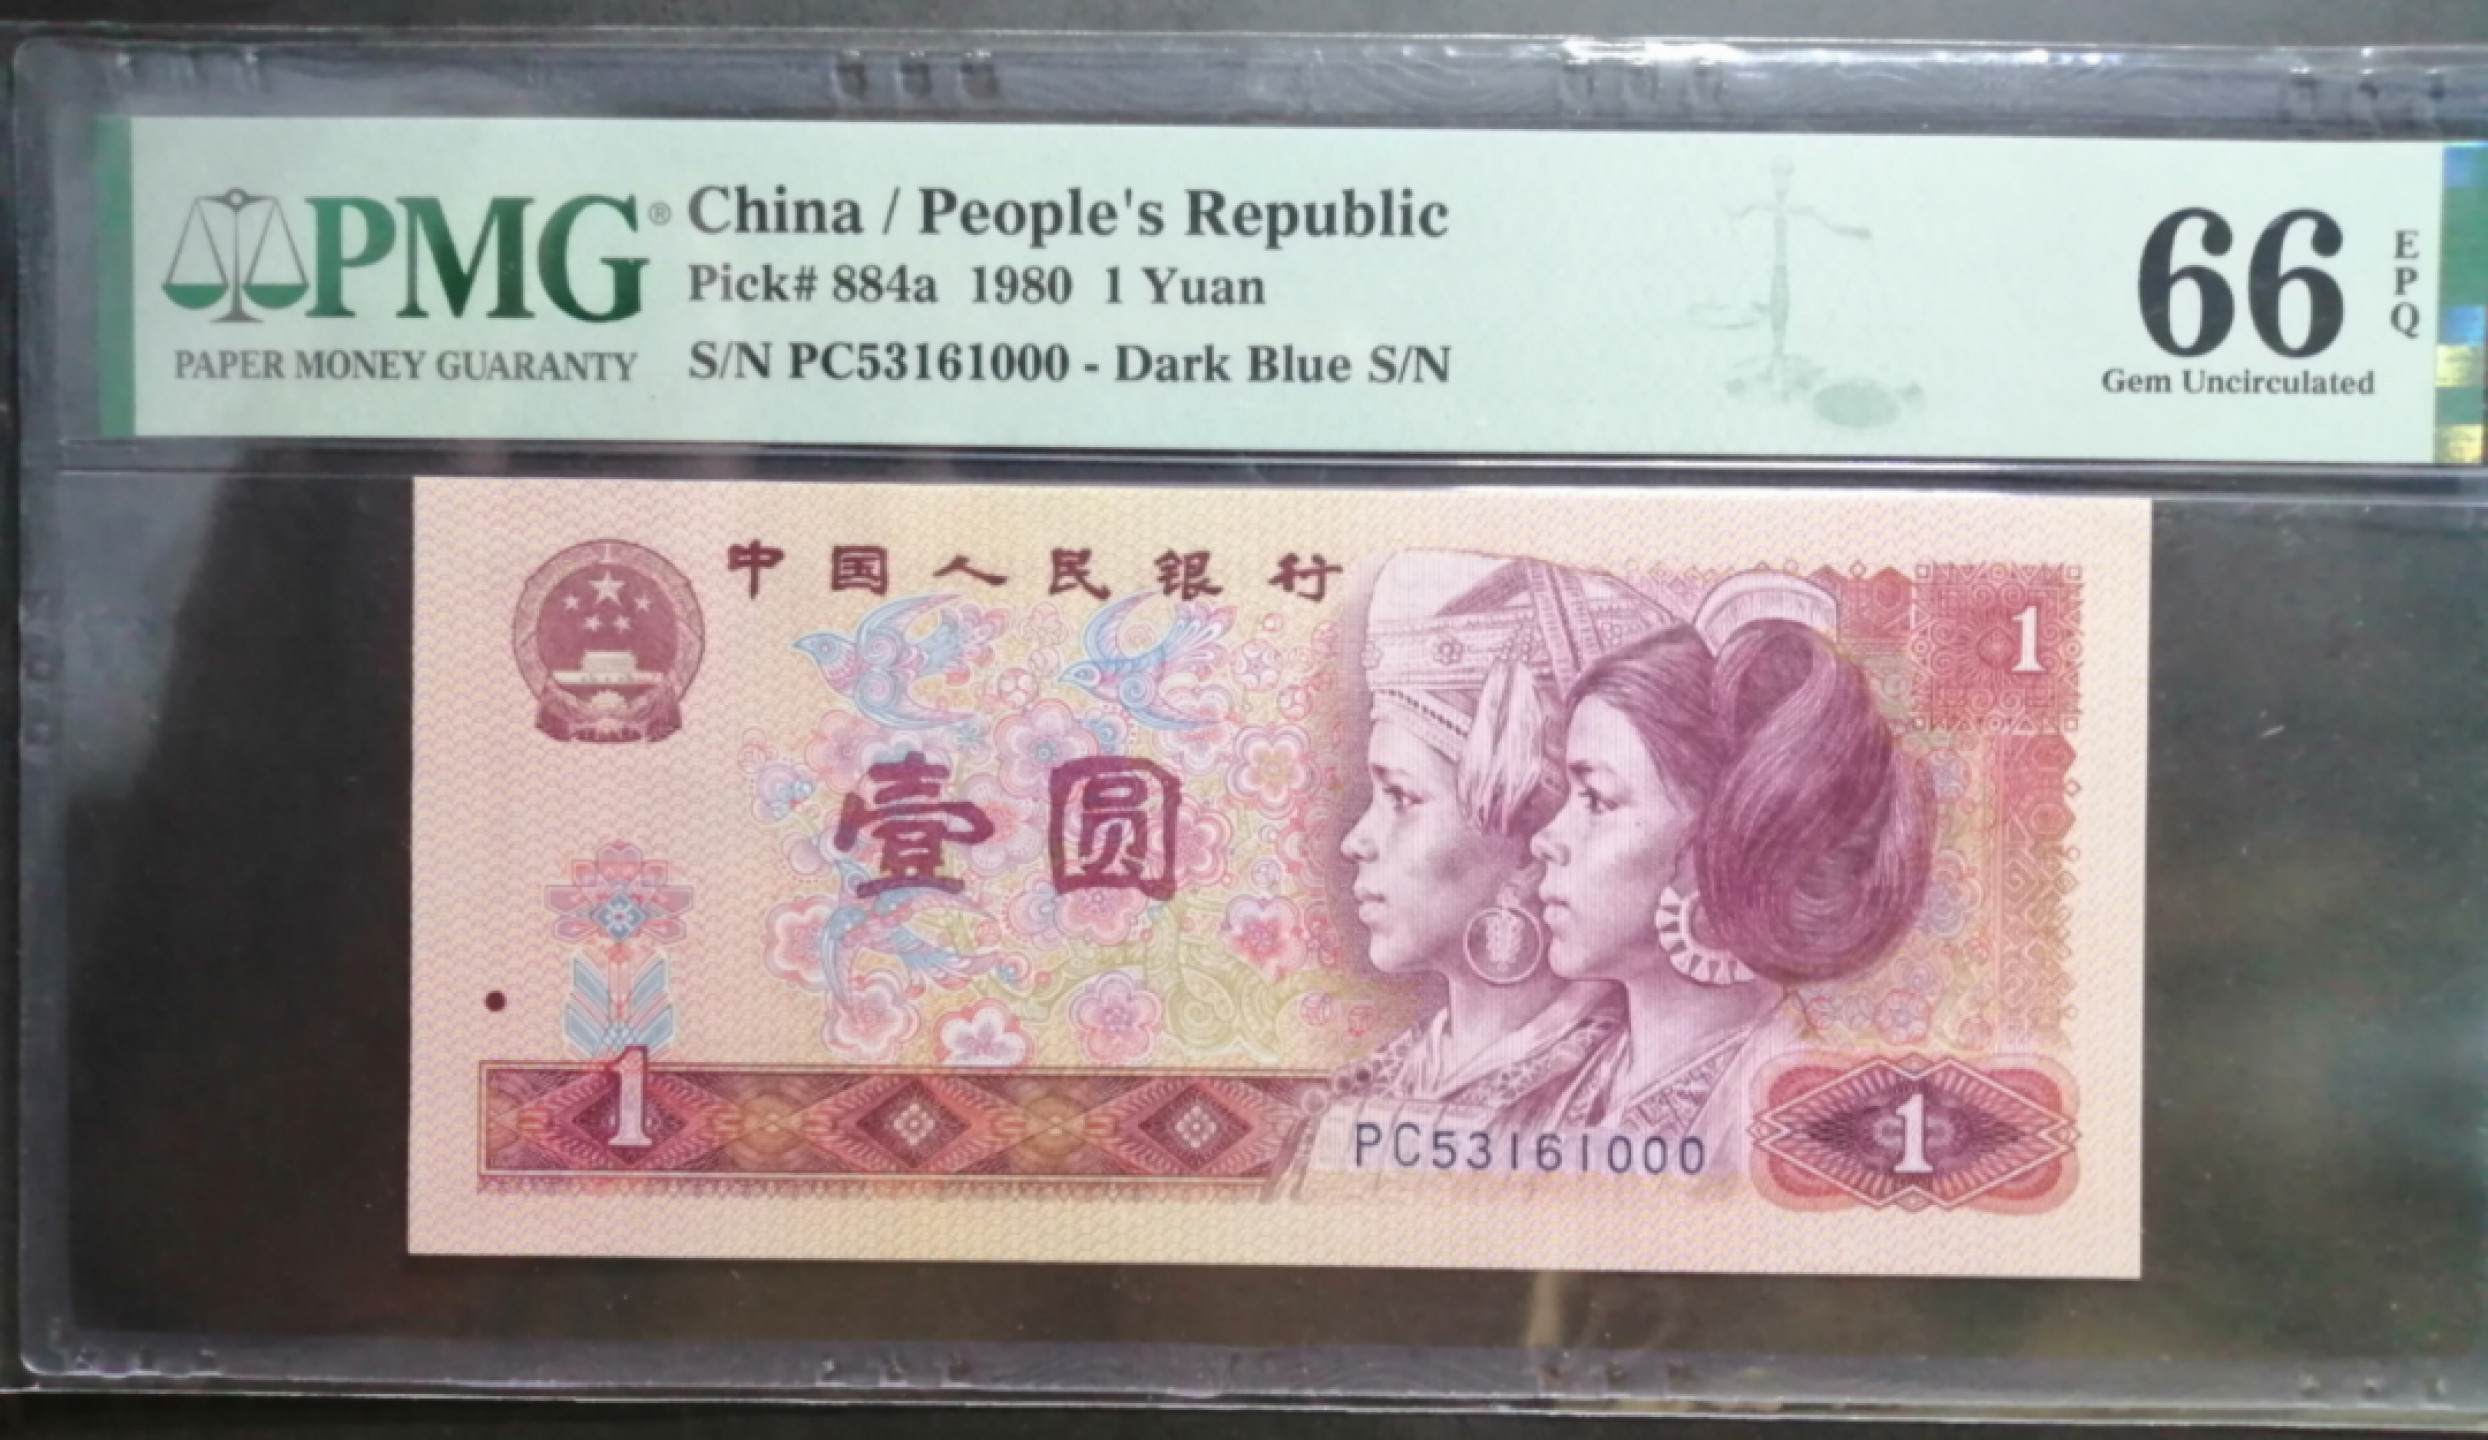 PMG®
PAPER MONEY GUARANTY
China / People's Republic
Pick# 884a 1980 1 Yuan
S/N PC53161000 - Dark Blue S/N
66
EPQ
Gem Uncirculated
中国人民银行
1
壹圆
1
PC53161000
1